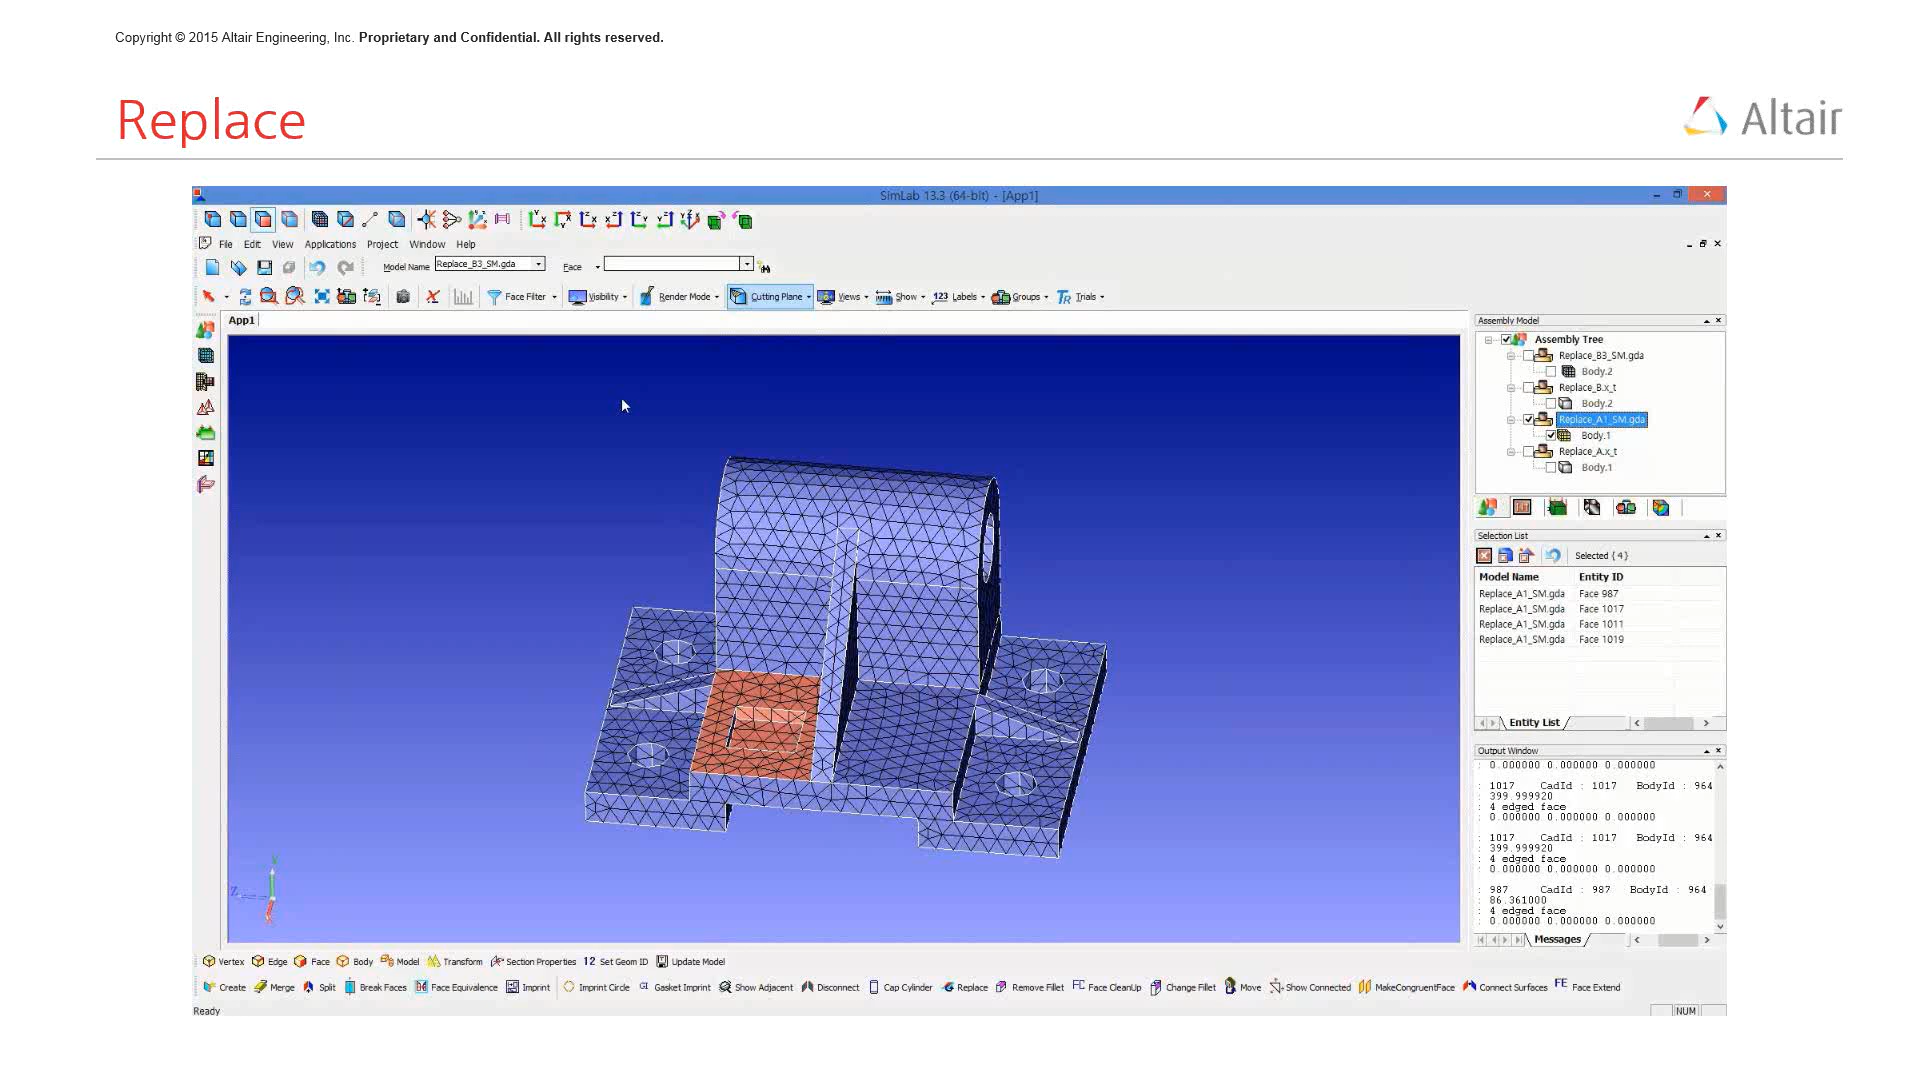 Copyright © 2015 Altair Engineering, Inc. Proprietary and Confidential. All rights reserved.
Replace
Altair
SimLab 13.3 (64-bit) - [App1]
File Edit View Applications Project Window Help
Model Name Replace_B3_SM.gda Face
Face Filter Visibility Render Mode Cutting Plane Views Show 123 Labels Groups TR Trials
App1
Assembly Model
Assembly Tree
Replace_B3_SM.gda
Body.2
Replace_B.x_t
Body.2
Replace_A1_SM.gda
Body.1
Replace_A.x_t
Body.1
Selection List
Selected {4}
Model Name Entity ID
Replace_A1_SM.gda Face 987
Replace_A1_SM.gda Face 1017
Replace_A1_SM.gda Face 1011
Replace_A1_SM.gda Face 1019
Entity List
Output Window
: 0.000000 0.000000 0.000000
: 1017 CadId : 1017 BodyId : 964
: 399.999920
: 4 edged face
: 0.000000 0.000000 0.000000
: 1017 CadId : 1017 BodyId : 964
: 399.999920
: 4 edged face
: 0.000000 0.000000 0.000000
: 987 CadId : 987 BodyId : 964
: 86.361000
: 4 edged face
: 0.000000 0.000000 0.000000
Messages
Vertex Edge Face Body Model Transform Section Properties 12 Set Geom ID Update Model
Create Merge Split Break Faces Face Equivalence Imprint Imprint Circle GI Gasket Imprint Show Adjacent Disconnect Cap Cylinder Replace Remove Fillet FC Face CleanUp Change Fillet Move Show Connected MakeCongruentFace Connect Surfaces FE Face Extend
Ready NUM